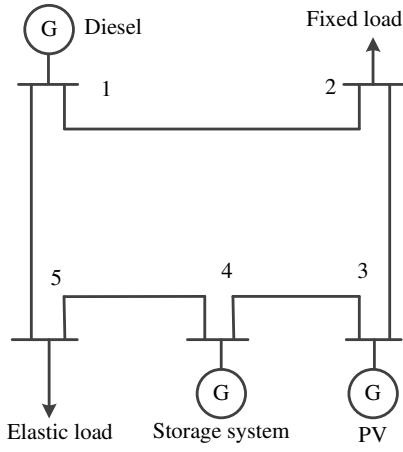 G Diesel
Fixed load
1
2
5
4
3
G
G
Elastic load
Storage system
PV